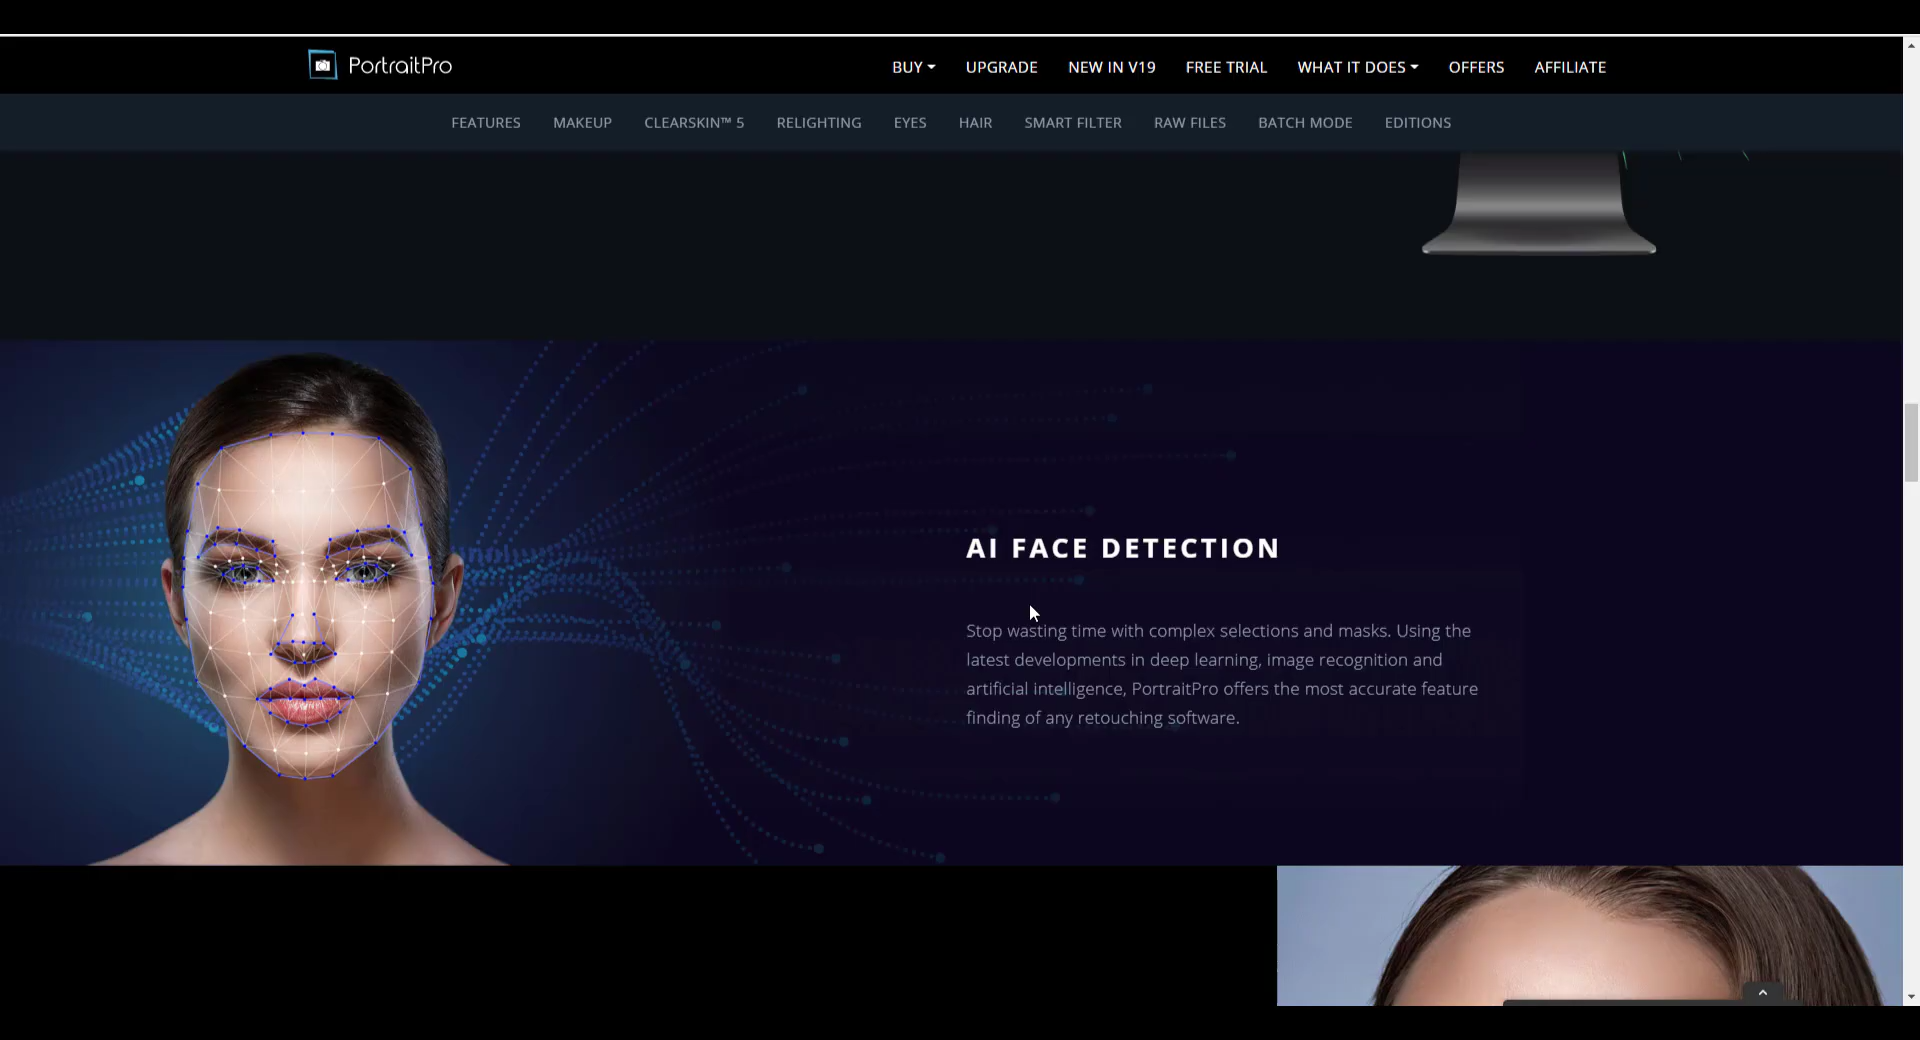 PortraitPro
BUY
UPGRADE
NEW IN V19
FREE TRIAL
WHAT IT DOES
OFFERS
AFFILIATE
FEATURES
MAKEUP
CLEARSKIN™ 5
RELIGHTING
EYES
HAIR
SMART FILTER
RAW FILES
BATCH MODE
EDITIONS
AI FACE DETECTION
Stop wasting time with complex selections and masks. Using the
latest developments in deep learning, image recognition and
artificial intelligence, PortraitPro offers the most accurate feature
finding of any retouching software.